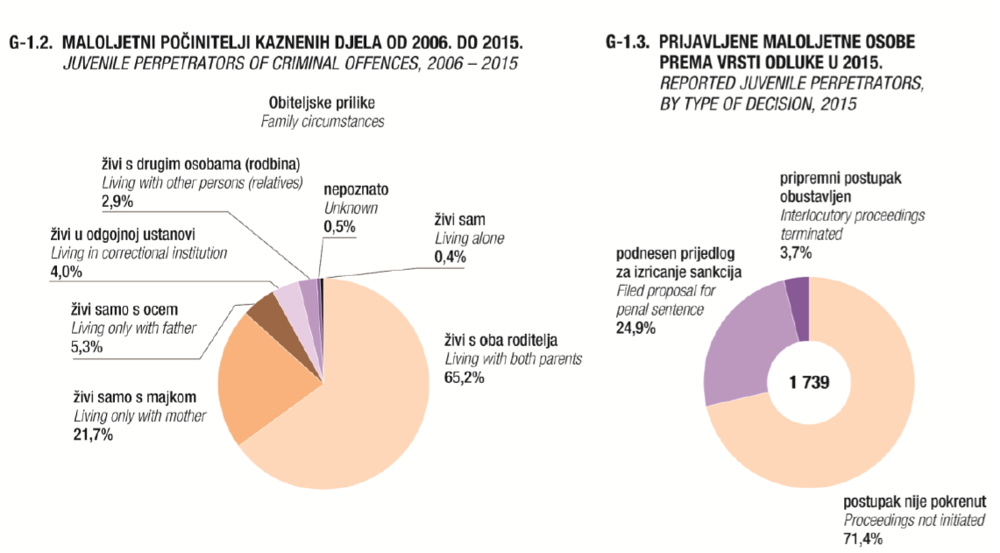 G-1.2. MALOLJETNI POČINITELJI KAZNENIH DJELA OD 2006. DO 2015.
JUVENILE PERPETRATORS OF CRIMINAL OFFENCES, 2006 – 2015
Obiteljske prilike
Family circumstances
živi s drugim osobama (rodbina)
Living with other persons (relatives)
2,9%
nepoznato
Unknown
0,5%
živi sam
Living alone
0,4%
živi u odgojnoj ustanovi
Living in correctional institution
4,0%
živi samo s ocem
Living only with father
5,3%
živi s oba roditelja
Living with both parents
65,2%
živi samo s majkom
Living only with mother
21,7%
G-1.3. PRIJAVLJENE MALOLJETNE OSOBE
PREMA VRSTI ODLUKE U 2015.
REPORTED JUVENILE PERPETRATORS,
BY TYPE OF DECISION, 2015
pripremni postupak
obustavljen
Interlocutory proceedings
terminated
3,7%
podnesen prijedlog
za izricanje sankcija
Filed proposal for
penal sentence
24,9%
1 739
postupak nije pokrenut
Proceedings not initiated
71,4%